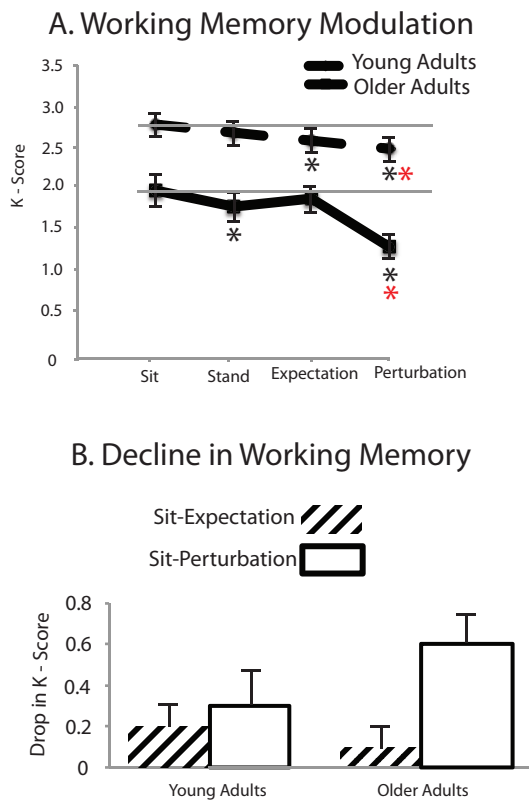 A. Working Memory Modulation
Young Adults
Older Adults
3.5
3.0
2.5
2.0
1.5
1.0
2.5
0
K - Score
*
* *
*
*
*
Sit
Stand
Expectation
Perturbation
B. Decline in Working Memory
Sit-Expectation
Sit-Perturbation
0.8
0.6
0.4
0.2
0
Drop in K - Score
Young Adults
Older Adults